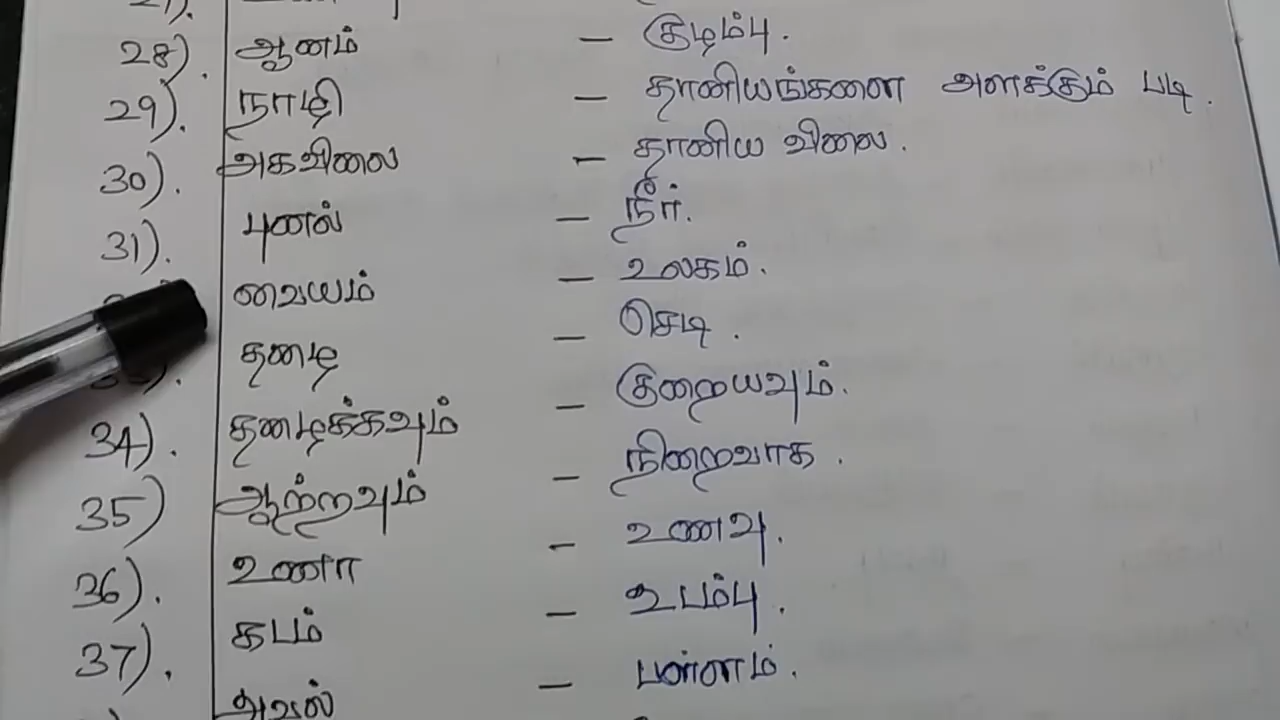 28). ஆனம் - குழம்பு.
29). நாழி - தானியங்களை அளக்கும் படி.
30). அகவிலை - தானிய விலை.
31). புனல் - நீர்.
வையம் - உலகம்.
தழை - செடி.
34). தழைக்கவும் - குறையவும்.
35) ஆற்றவும் - நிறைவாக.
36). உணா - உணவு.
37). கடம் - உடம்பு.
அவல் - பள்ளம்.